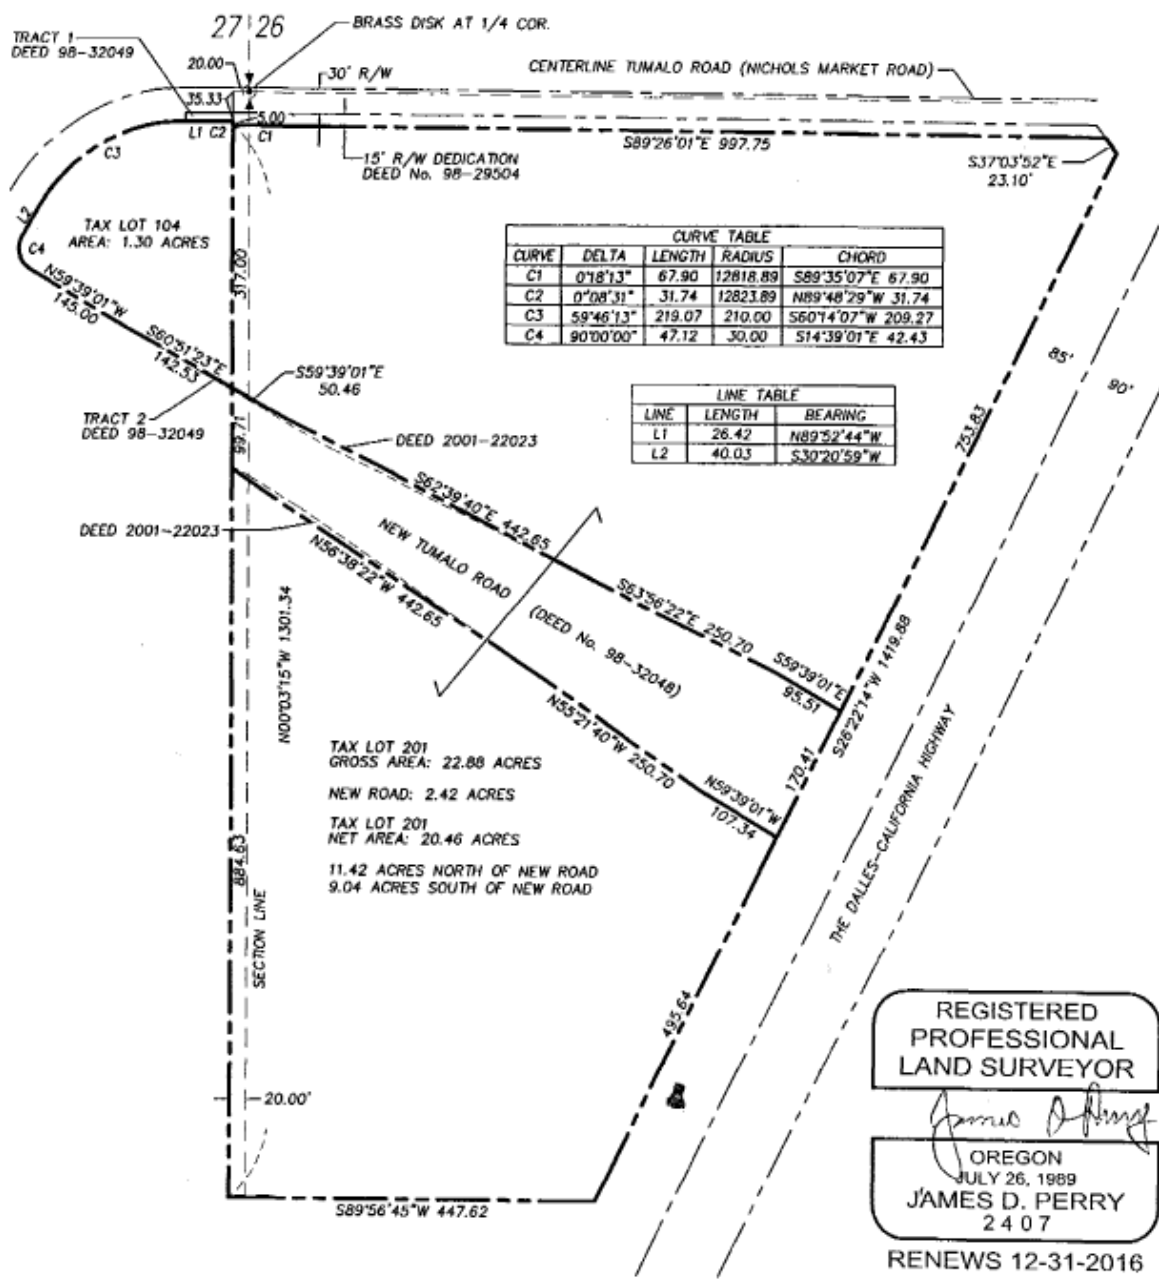 27 26
BRASS DISK AT 1/4 COR.
TRACT 1
DEED 98-32049
20.00
30' R/W
CENTERLINE TUMALO ROAD (NICHOLS MARKET ROAD)
35.33
5.00
L1 C2 C1
C3
15' R/W DEDICATION
DEED No. 98-29504
S89°26'01"E 997.75
S37°03'52"E
23.10'
L2
TAX LOT 104
AREA: 1.30 ACRES
C4
N59°39'01"W
145.00
317.00
S60°51'23"E
142.53
CURVE TABLE
CURVE DELTA LENGTH RADIUS CHORD
C1 0°18'13" 67.90 12818.89 S89°35'07"E 67.90
C2 0°08'31" 31.74 12823.89 N89°48'29"W 31.74
C3 59°46'13" 219.07 210.00 S60°14'07"W 209.27
C4 90°00'00" 47.12 30.00 S14°39'01"E 42.43
85'
90'
S59°39'01"E
50.46
LINE TABLE
LINE LENGTH BEARING
L1 26.42 N89°52'44"W
L2 40.03 S30°20'59"W
753.83
TRACT 2
DEED 98-32049
99.71
DEED 2001-22023
S62°39'40"E 442.65
DEED 2001-22023
NEW TUMALO ROAD
(DEED No. 98-32048)
N56°38'22"W 442.65
S63°56'22"E 250.70
S59°39'01"E
95.51
S26°22'14"W 1419.88
N00°03'15"W 1301.34
N55°21'40"W 250.70
170.41
N59°39'01"W
107.34
THE DALLES-CALIFORNIA HIGHWAY
TAX LOT 201
GROSS AREA: 22.88 ACRES
NEW ROAD: 2.42 ACRES
TAX LOT 201
NET AREA: 20.46 ACRES
11.42 ACRES NORTH OF NEW ROAD
9.04 ACRES SOUTH OF NEW ROAD
884.63
SECTION LINE
495.64
20.00'
S89°56'45"W 447.62
REGISTERED
PROFESSIONAL
LAND SURVEYOR
James D. Perry
OREGON
JULY 26, 1989
JAMES D. PERRY
2407
RENEWS 12-31-2016